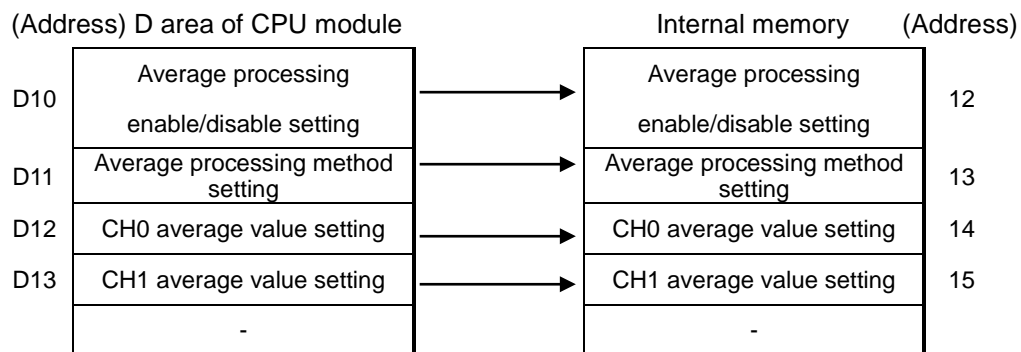 (Address) D area of CPU module Internal memory (Address)
D10 Average processing Average processing 12
enable/disable setting enable/disable setting
D11 Average processing method Average processing method 13
setting setting
D12 CH0 average value setting CH0 average value setting 14
D13 CH1 average value setting CH1 average value setting 15
- -